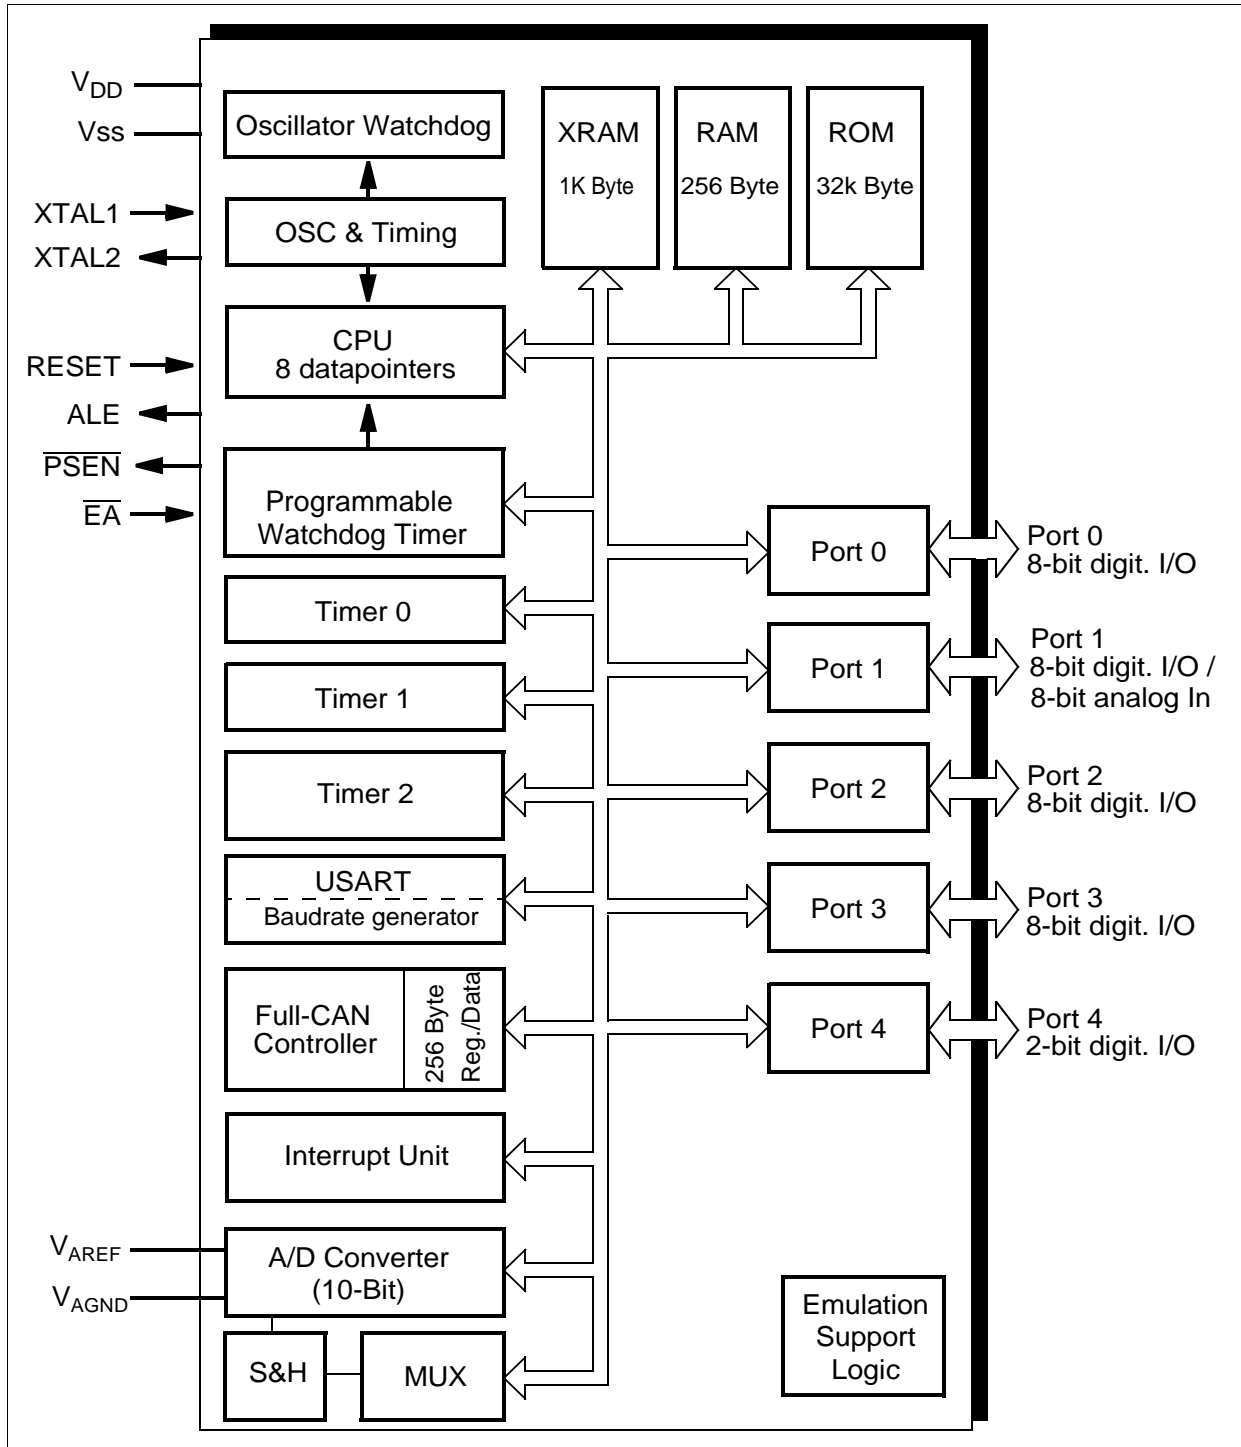 VDD
Vss
XTAL1
XTAL2
RESET
ALE
PSEN
EA
VAREF
VAGND
Oscillator Watchdog
OSC & Timing
CPU
8 datapointers
Programmable
Watchdog Timer
Timer 0
Timer 1
Timer 2
USART
Baudrate generator
Full-CAN
Controller
256 Byte
Reg./Data
Interrupt Unit
A/D Converter
(10-Bit)
S&H
MUX
XRAM
1K Byte
RAM
256 Byte
ROM
32k Byte
Port 0
Port 1
Port 2
Port 3
Port 4
Emulation
Support
Logic
Port 0
8-bit digit. I/O
Port 1
8-bit digit. I/O /
8-bit analog In
Port 2
8-bit digit. I/O
Port 3
8-bit digit. I/O
Port 4
2-bit digit. I/O